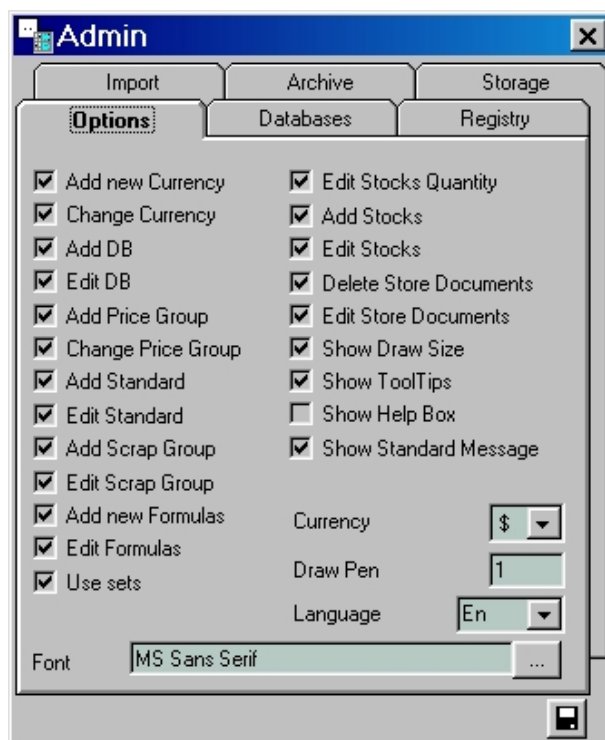 Admin
Import Archive Storage
Options Databases Registry
Add new Currency
Change Currency
Add DB
Edit DB
Add Price Group
Change Price Group
Add Standard
Edit Standard
Add Scrap Group
Edit Scrap Group
Add new Formulas
Edit Formulas
Use sets
Edit Stocks Quantity
Add Stocks
Edit Stocks
Delete Store Documents
Edit Store Documents
Show Draw Size
Show ToolTips
Show Help Box
Show Standard Message
Currency $
Draw Pen 1
Language En
Font MS Sans Serif ...